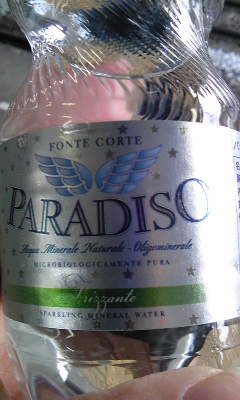 FONTE CORTE
PARADISO
Acqua Minerale Naturale - Oligominerale
MICROBIOLOGICAMENTE PURA
Frizzante
SPARKLING MINERAL WATER